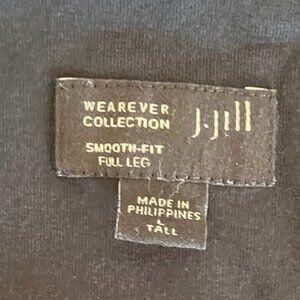 WEAREVER
COLLECTION
J.Jill
SMOOTH-FIT
FULL LEG
MADE IN
PHILIPPINES
L
TALL